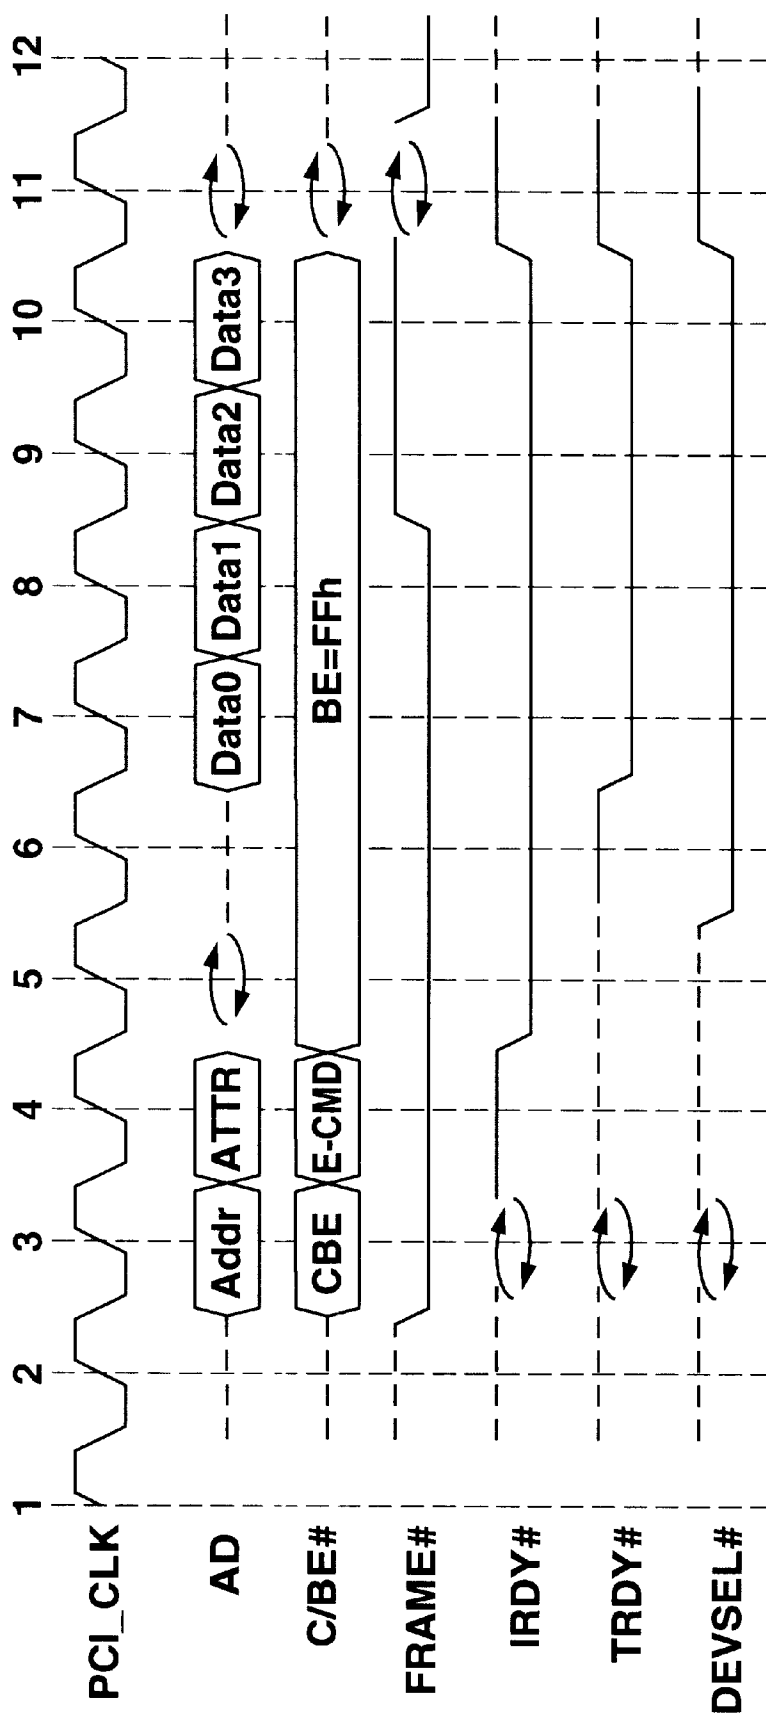 1 2 3 4 5 6 7 8 9 10 11 12
PCI_CLK
AD Addr ATTR Data0 Data1 Data2 Data3
C/BE# CBE E-CMD BE=FFh
FRAME#
IRDY#
TRDY#
DEVSEL#